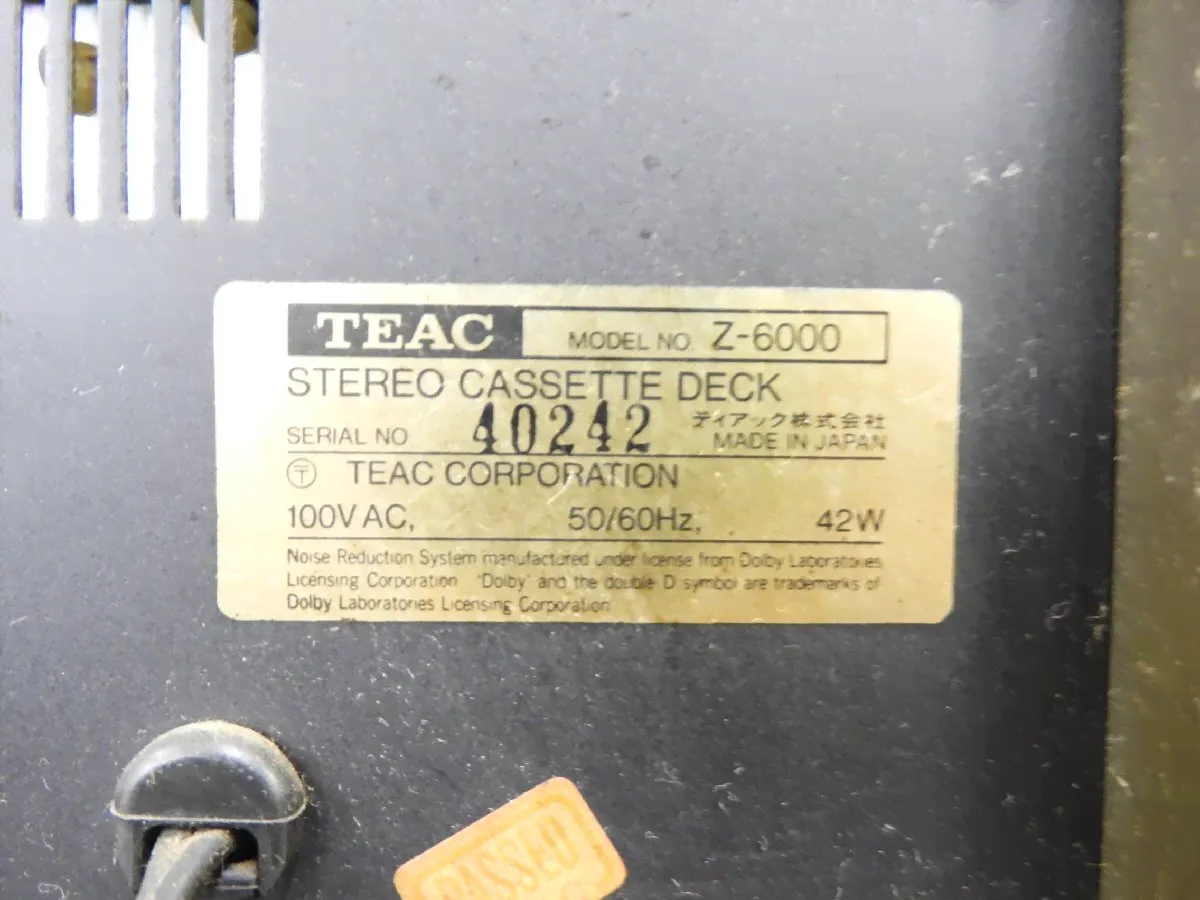 TEAC MODEL NO. Z-6000
STEREO CASSETTE DECK
SERIAL NO 40242 ティアック株式会社
MADE IN JAPAN
〒 TEAC CORPORATION
100V AC, 50/60Hz, 42W
Noise Reduction System manufactured under license from Dolby Laboratories
Licensing Corporation 'Dolby' and the double D symbol are trademarks of
Dolby Laboratories Licensing Corporation
PASSED